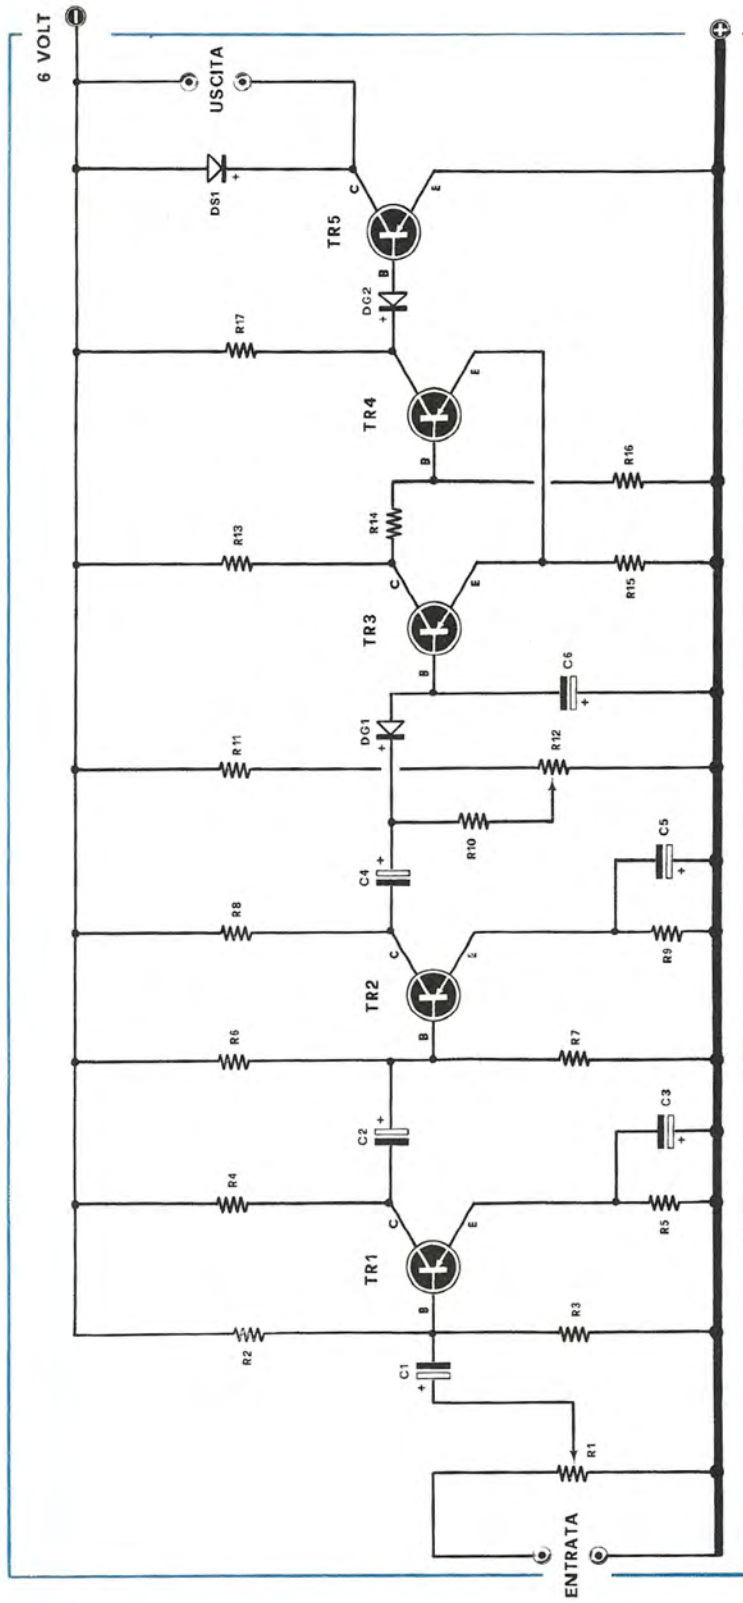 6 VOLT
−
R2
R4
R6
R8
R11
R13
R17
DS1
+
USCITA
TR5
C
E
B
C2
+
C4
+
DG1
+
R14
DG2
+
TR1
C
B
E
TR2
C
B
E
TR3
C
B
E
TR4
B
E
C1
+
R10
R12
C6
+
ENTRATA
R1
R3
R7
R15
R16
R5
C3
+
R9
C5
+
+